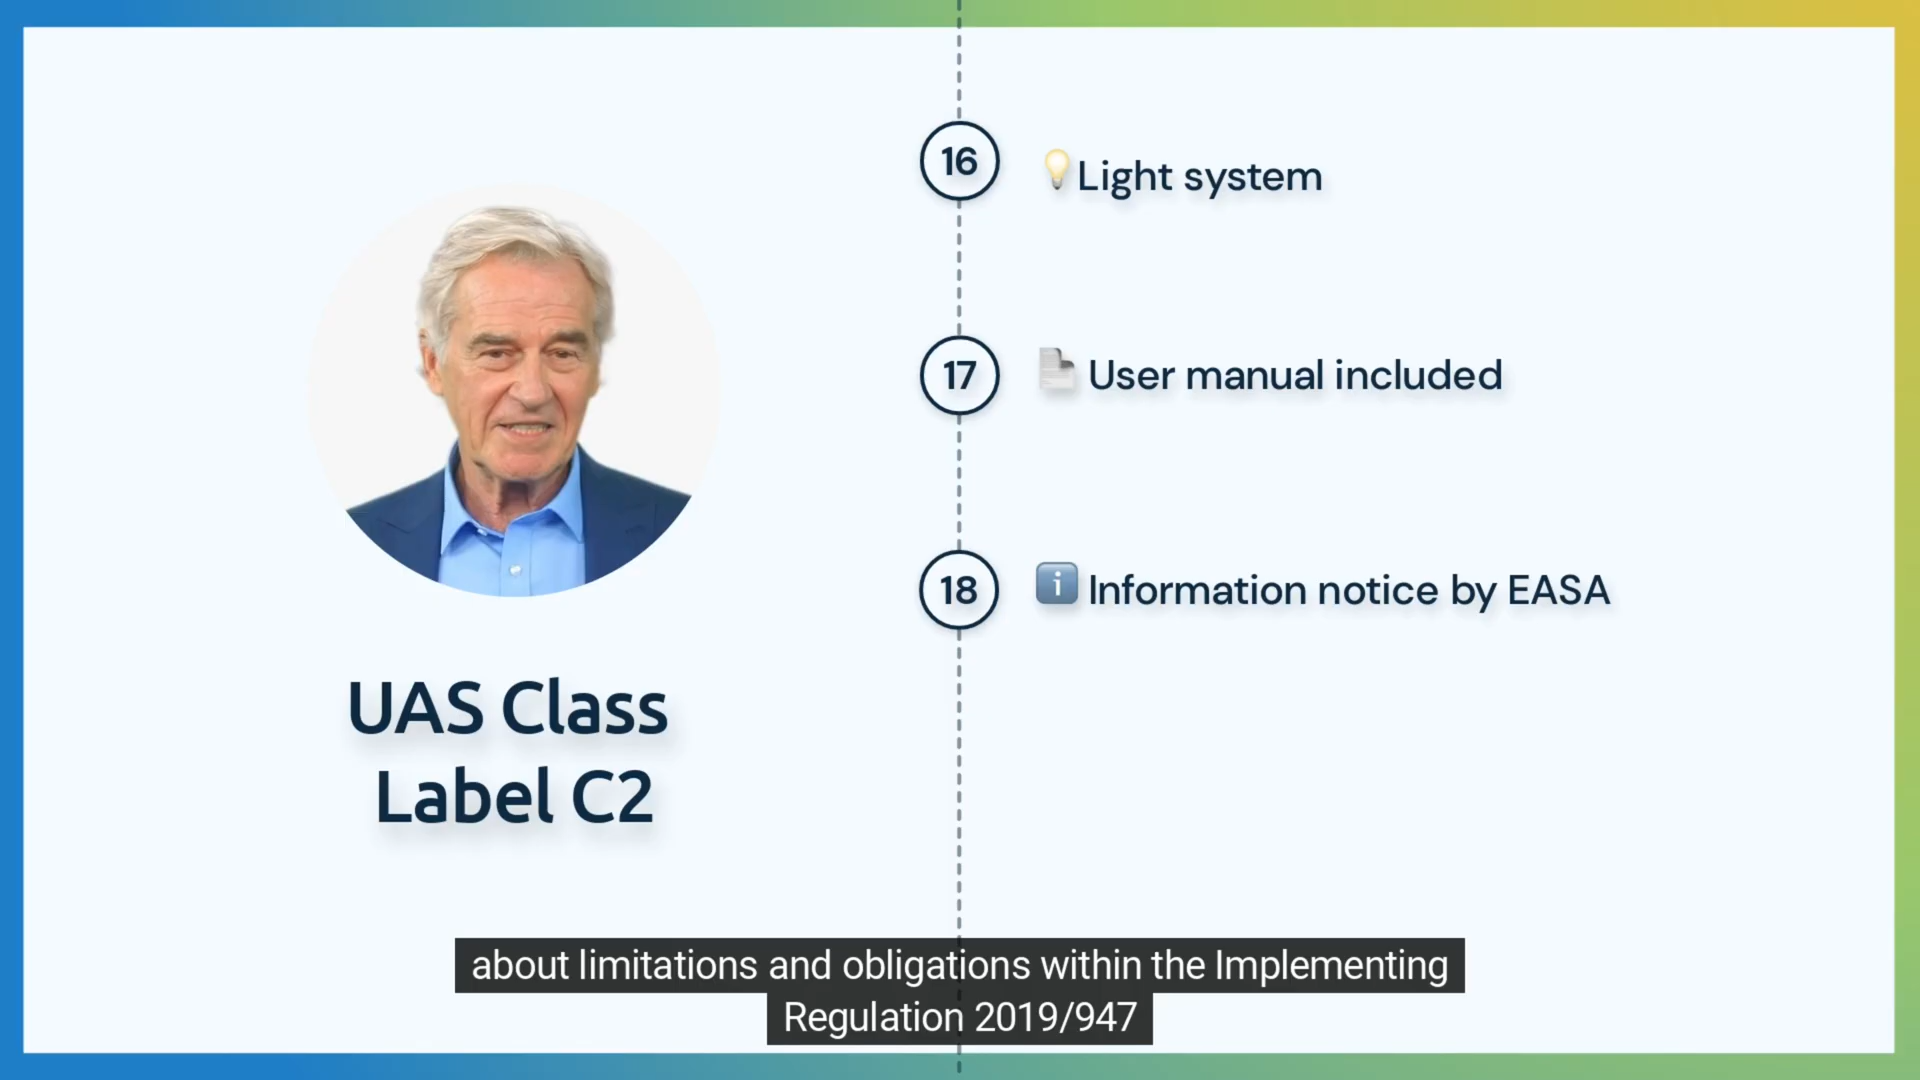 16
Light system
17
User manual included
18
Information notice by EASA
UAS Class
Label C2
about limitations and obligations within the Implementing
Regulation 2019/947